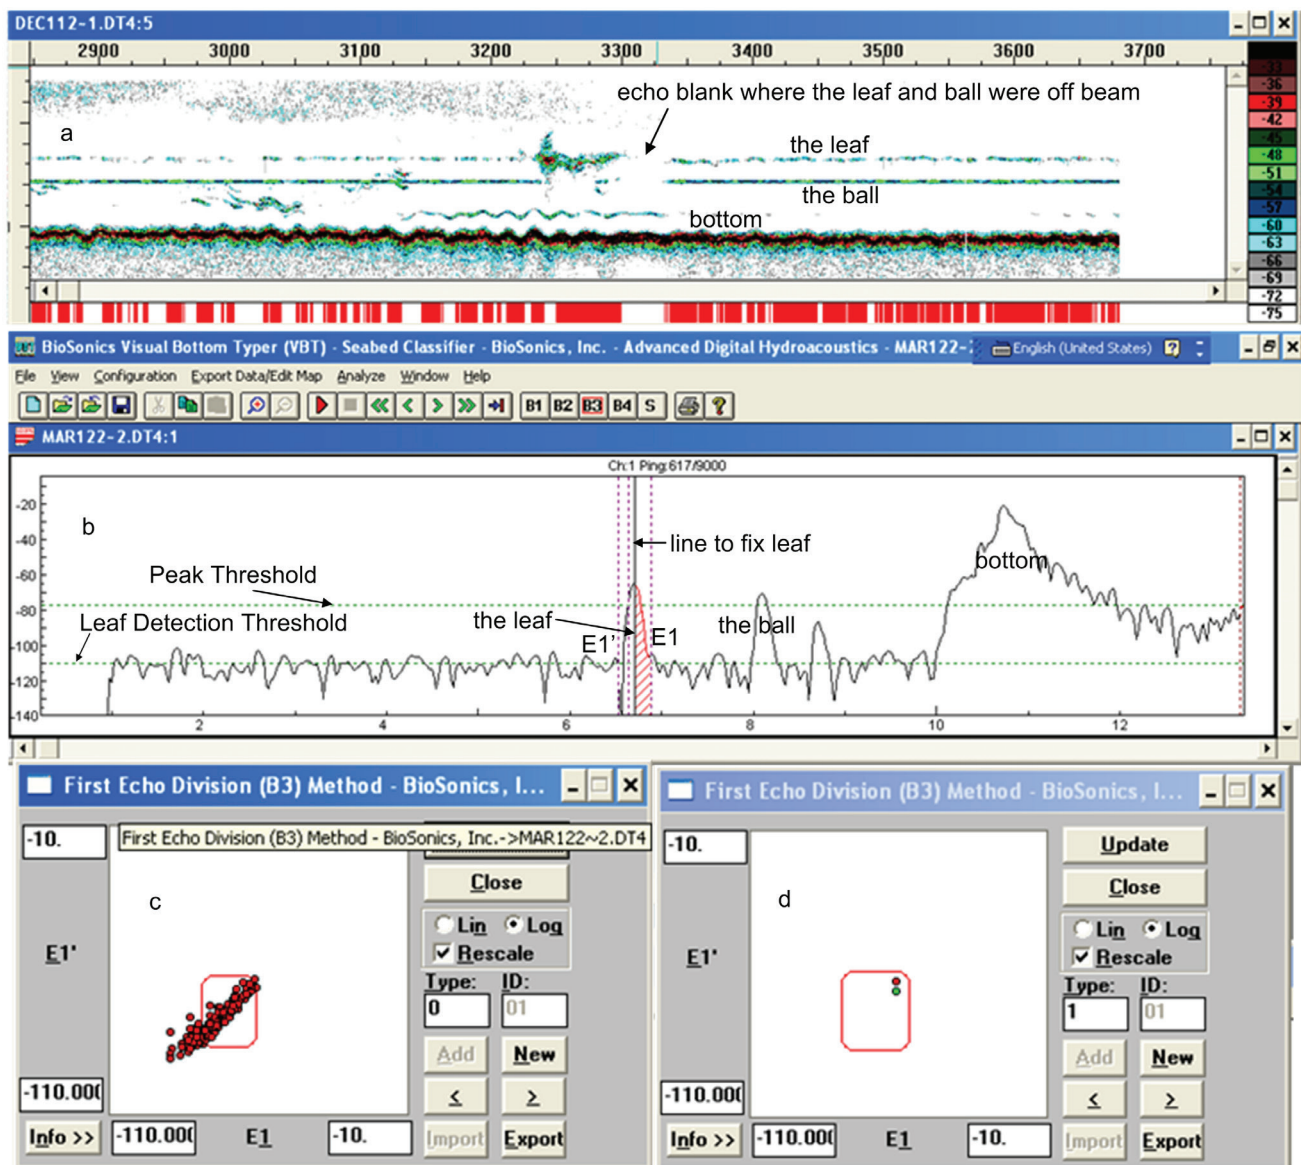 DEC112-1.DT4:5
2900 3000 3100 3200 3300 3400 3500 3600 3700
-33
-36
-39
-42
-45
-48
-51
-54
-57
-60
-63
-66
-69
-72
-75
echo blank where the leaf and ball were off beam
a
the leaf
the ball
bottom
BioSonics Visual Bottom Typer (VBT) - Seabed Classifier - BioSonics, Inc. - Advanced Digital Hydroacoustics - MAR122-
English (United States)
File View Configuration Export Data/Edit Map Analyze Window Help
B1 B2 B3 B4 S
MAR122-2.DT4:1
Ch:1 Ping:617/9000
-20
-40
-60
-80
-100
-120
-140
b
line to fix leaf
Peak Threshold
bottom
Leaf Detection Threshold
the leaf
E1' E1
the ball
2 4 6 8 10 12
First Echo Division (B3) Method - BioSonics, I...
-10.
First Echo Division (B3) Method - BioSonics, Inc.->MAR122~2.DT4
c
Close
Lin Log
E1'
Rescale
Type: ID:
0 01
Add New
< >
-110.000
Info >> -110.000 E1 -10. Import Export
First Echo Division (B3) Method - BioSonics, I...
-10.
Update
d
Close
Lin Log
E1'
Rescale
Type: ID:
1 01
Add New
< >
-110.000
Info >> -110.000 E1 -10. Import Export